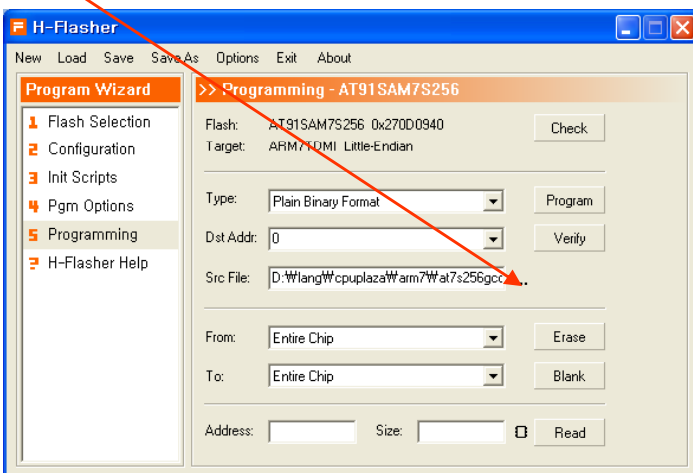 H-Flasher
New Load Save Save As Options Exit About
Program Wizard
1 Flash Selection
2 Configuration
3 Init Scripts
4 Pgm Options
5 Programming
? H-Flasher Help
>> Programming - AT91SAM7S256
Flash: AT91SAM7S256 0x270D0940 Check
Target: ARM7TDMI Little-Endian
Type: Plain Binary Format Program
Dst Addr: 0 Verify
Src File: D:₩lang₩cpuplaza₩arm7₩at7s256gcc ..
From: Entire Chip Erase
To: Entire Chip Blank
Address: Size: Read